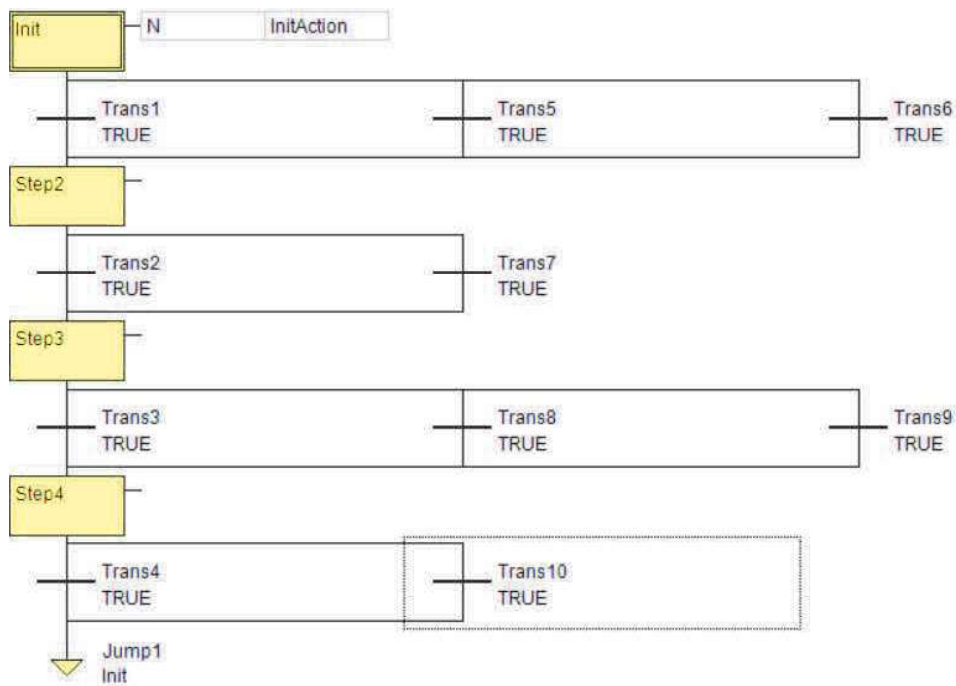 Init
N InitAction
Trans1 Trans5 Trans6
TRUE TRUE TRUE
Step2
Trans2 Trans7
TRUE TRUE
Step3
Trans3 Trans8 Trans9
TRUE TRUE TRUE
Step4
Trans4 Trans10
TRUE TRUE
Jump1
Init